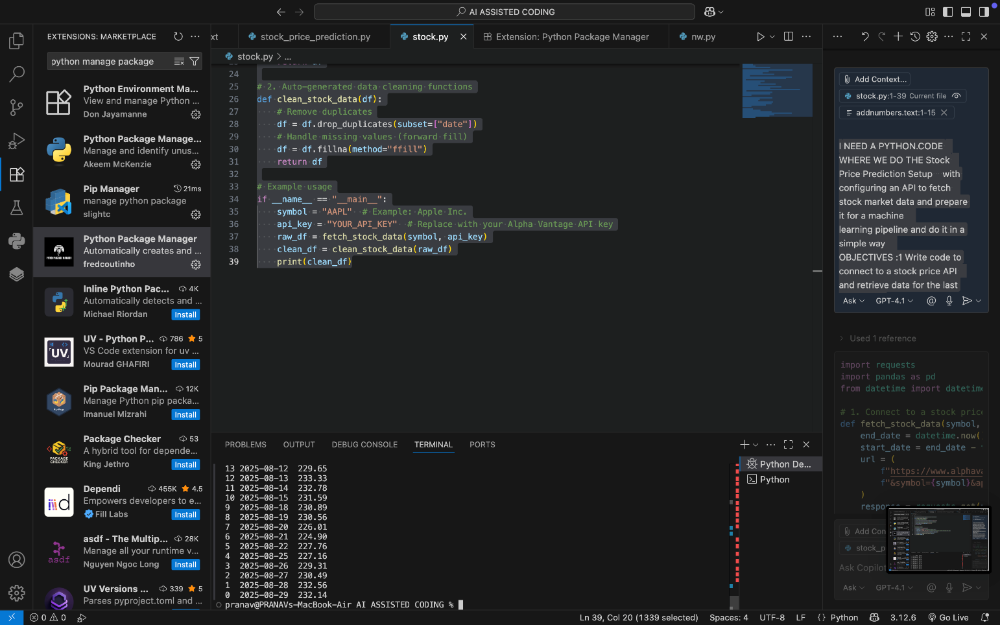 AI ASSISTED CODING
EXTENSIONS: MARKETPLACE
python manage package
Python Environment Ma...
View and manage Python ...
Don Jayamanne
Python Package Manage...
Manage and identify unus...
Akeem McKenzie
Pip Manager 21ms
manage python package
slightc
Python Package Manager
Automatically creates and ...
fredcoutinho
PYTHON PACKAGE MANAGER
Inline Python Pac... 4K
Automatically detects and ...
Michael Riordan Install
UV - Python P... 786 5
VS Code extension for uv ...
Mourad GHAFIRI Install
UV
Pip Package Man... 12K
Manage Python pip packa...
Imanuel Mizrahi Install
Package Checker 53
A hybrid tool for depende...
King Jethro Install
PACKAGE CHECKER
Dependi 455K 4.5
Empowers developers to e...
Fill Labs Install
asdf - The Multip... 28K
Manage all your runtime v...
Nguyen Ngoc Long Install
asdf
UV Versions ... 339 5
Parses pyproject.toml and ...
xt stock_price_prediction.py stock.py Extension: Python Package Manager nw.py
stock.py > ...
24
25 # 2. Auto-generated data cleaning functions
26 def clean_stock_data(df):
27 # Remove duplicates
28 df = df.drop_duplicates(subset=["date"])
29 # Handle missing values (forward fill)
30 df = df.fillna(method="ffill")
31 return df
32
33 # Example usage
34 if __name__ == "__main__":
35 symbol = "AAPL" # Example: Apple Inc.
36 api_key = "YOUR_API_KEY" # Replace with your Alpha Vantage API key
37 raw_df = fetch_stock_data(symbol, api_key)
38 clean_df = clean_stock_data(raw_df)
39 print(clean_df)
PROBLEMS OUTPUT DEBUG CONSOLE TERMINAL PORTS
13 2025-08-12 229.65
12 2025-08-13 233.33
11 2025-08-14 232.78
10 2025-08-15 231.59
9 2025-08-18 230.89
8 2025-08-19 230.56
7 2025-08-20 226.01
6 2025-08-21 224.90
5 2025-08-22 227.76
4 2025-08-25 227.16
3 2025-08-26 229.31
2 2025-08-27 230.49
1 2025-08-28 232.56
0 2025-08-29 232.14
pranav@PRANAVs-MacBook-Air AI ASSISTED CODING %
Python De...
Python
Add Context...
stock.py:1-39 Current file
addnumbers.text:1-15
I NEED A PYTHON.CODE
WHERE WE DO THE Stock
Price Prediction Setup with
configuring an API to fetch
stock market data and prepare
it for a machine
learning pipeline and do it in a
simple way
OBJECTIVES :1 Write code to
connect to a stock price API
and retrieve data for the last
Ask GPT-4.1
Used 1 reference
import requests
import pandas as pd
from datetime import datetime
# 1. Connect to a stock price
def fetch_stock_data(symbol,
end_date = datetime.now(
start_date = end_date -
url = (
f"https://www.alphava
f"&symbol={symbol}&ap
)
Add Con
stock_p
Ask Copilot
Ask GPT-4.1
0 0
Ln 39, Col 20 (1339 selected) Spaces: 4 UTF-8 LF {} Python 3.12.6 Go Live